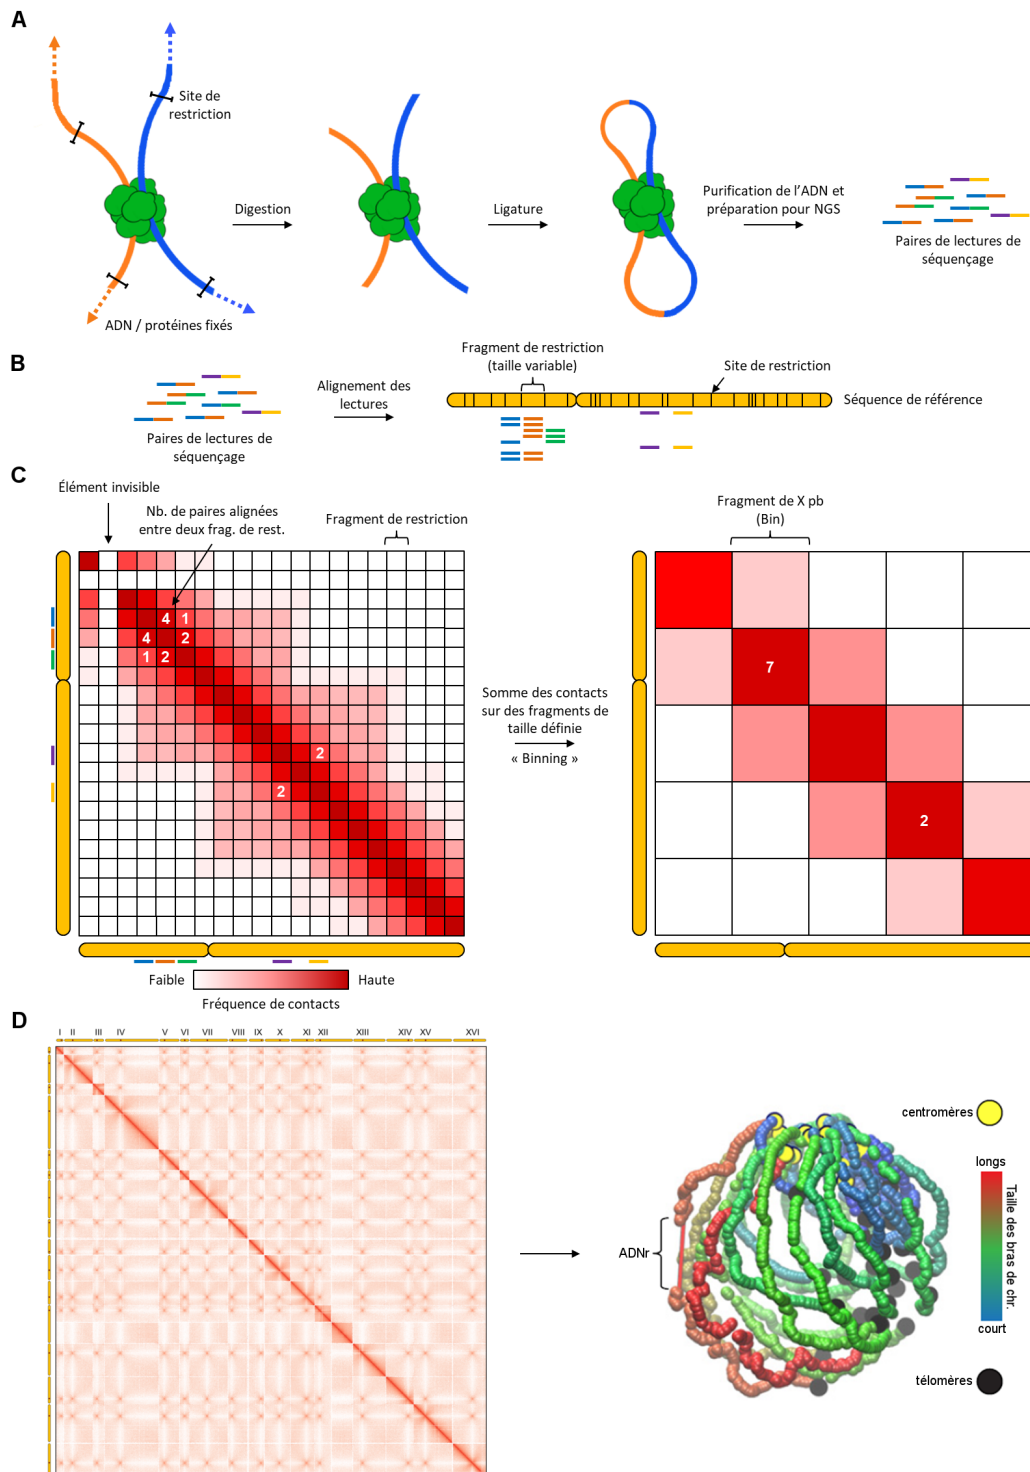 A
Site de
restriction
Digestion
Ligature
Purification de l'ADN et
préparation pour NGS
Paires de lectures de
séquençage
ADN / protéines fixés
B
Fragment de restriction
(taille variable)
Site de restriction
Alignement des
lectures
Séquence de référence
Paires de lectures de
séquençage
C
Élément invisible
Nb. de paires alignées
entre deux frag. de rest.
Fragment de restriction
Fragment de X pb
(Bin)
4 1
4 2
1 2
2
2
Somme des contacts
sur des fragments de
taille définie
« Binning »
7
2
Faible
Haute
Fréquence de contacts
D
I II III IV V VI VII VIII IX X XI XII XIII XIV XV XVI
centromères
longs
Taille des bras de chr.
court
ADNr
télomères